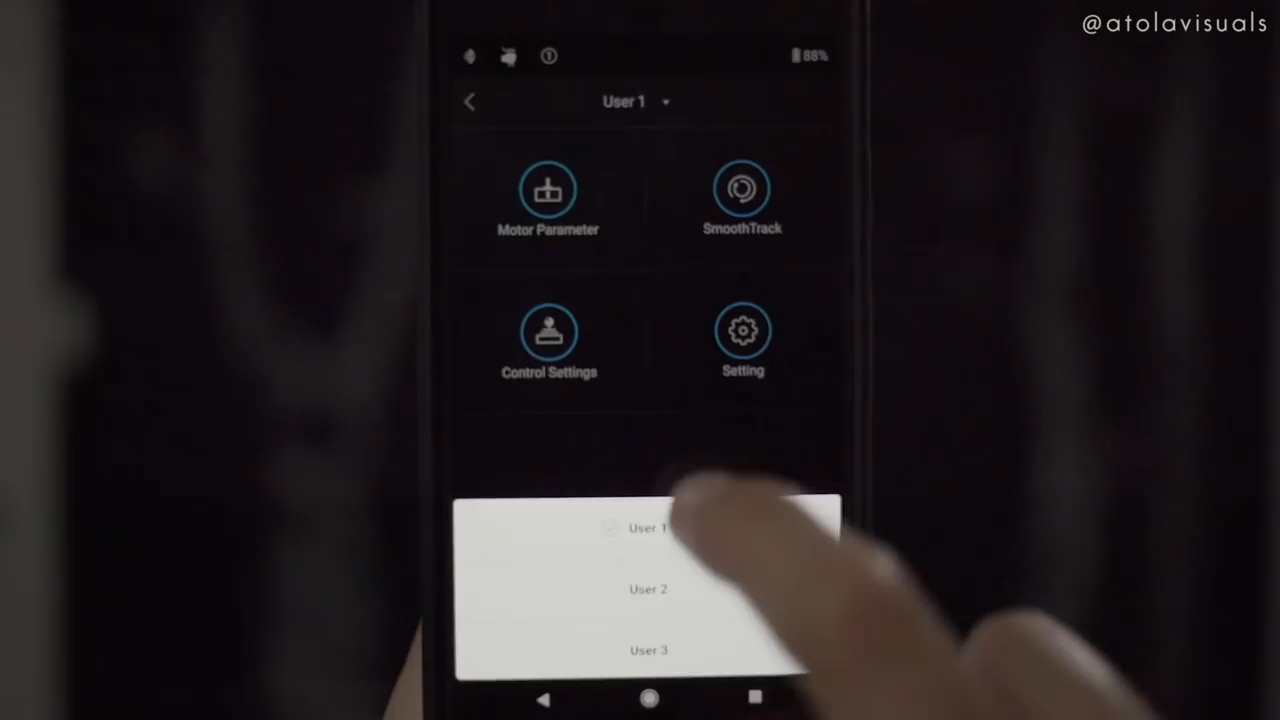 @atolavisuals
88%
User 1
Motor Parameter
SmoothTrack
Control Settings
Setting
User 1
User 2
User 3